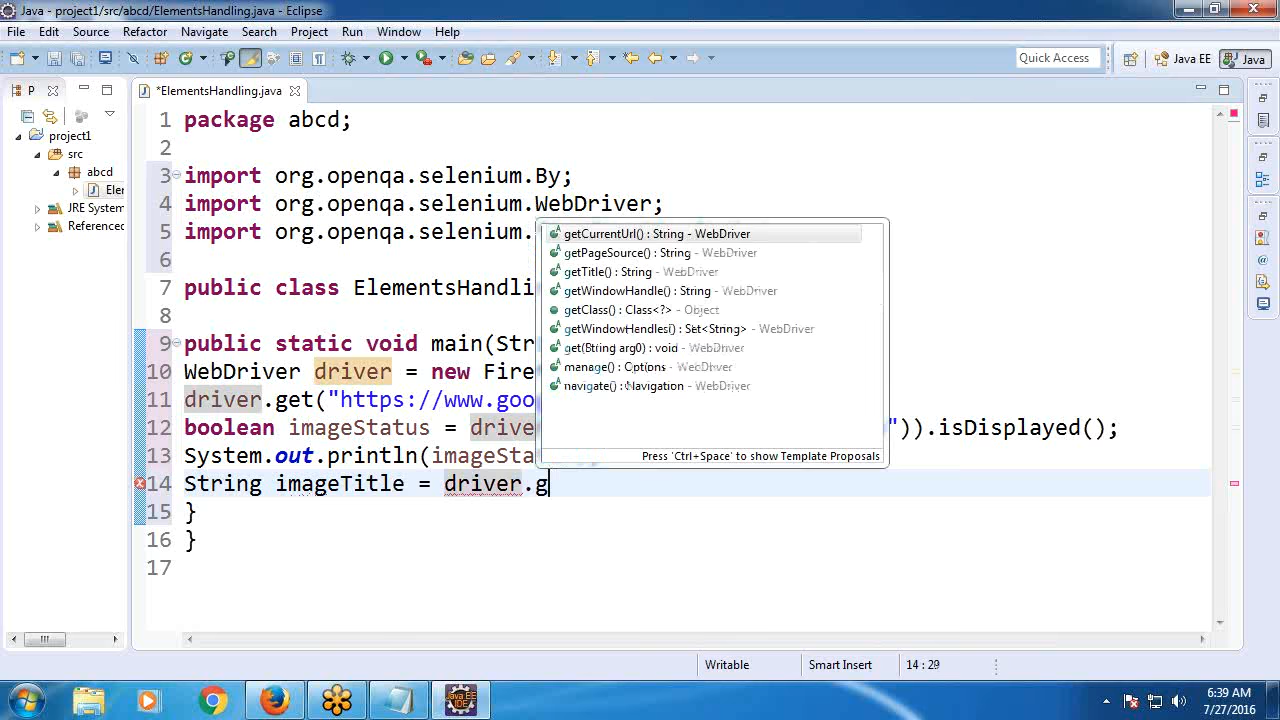 Java - project1/src/abcd/ElementsHandling.java - Eclipse
File Edit Source Refactor Navigate Search Project Run Window Help
Quick Access Java EE Java
P *ElementsHandling.java
project1
src
abcd
Eler
JRE System
Referenced
1 package abcd;
2
3 import org.openqa.selenium.By;
4 import org.openqa.selenium.WebDriver;
5 import org.openqa.selenium.
6
7 public class ElementsHandli
8
9 public static void main(Str
10 WebDriver driver = new Fire
11 driver.get("https://www.goo
12 boolean imageStatus = drive ")).isDisplayed();
13 System.out.println(imageSta
14 String imageTitle = driver.g
15 }
16 }
17
getCurrentUrl() : String - WebDriver
getPageSource() : String - WebDriver
getTitle() : String - WebDriver
getWindowHandle() : String - WebDriver
getClass() : Class<?> - Object
getWindowHandles() : Set<String> - WebDriver
get(String arg0) : void - WebDriver
manage() : Options - WebDriver
navigate() : Navigation - WebDriver
Press 'Ctrl+Space' to show Template Proposals
Writable Smart Insert 14 : 29
Java EE
IDE
6:39 AM
7/27/2016